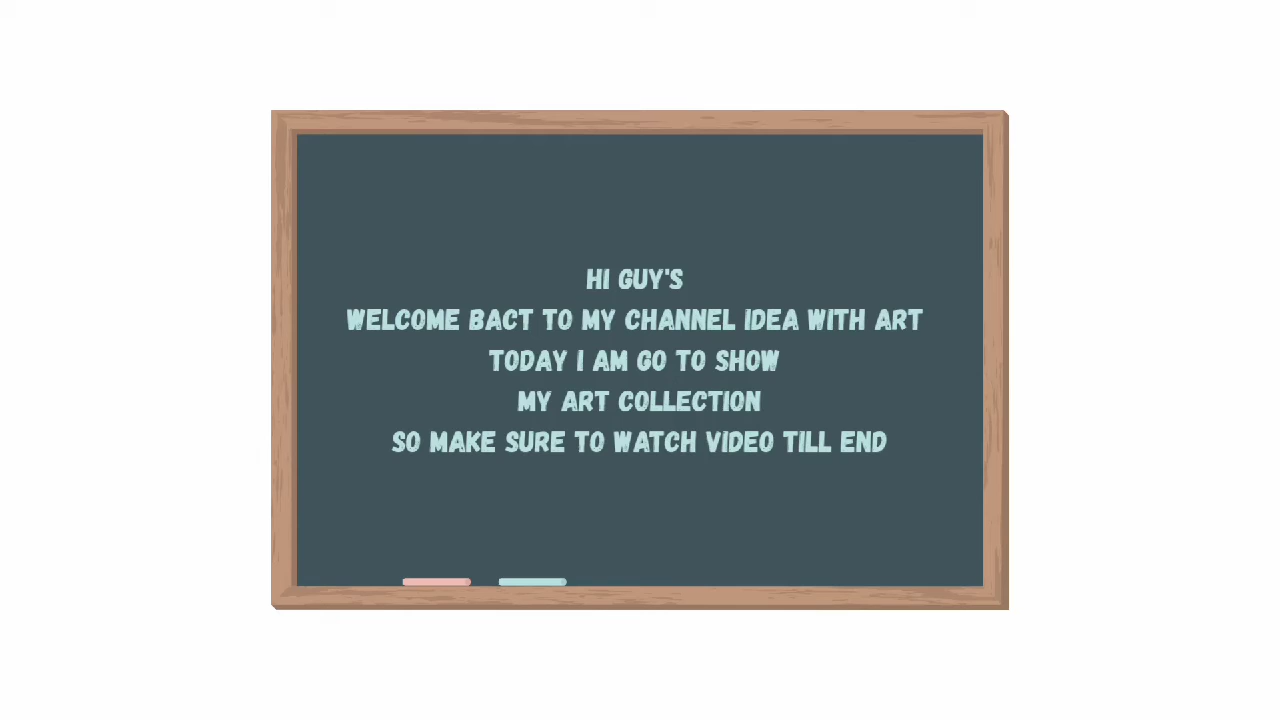 HI GUY'S
WELCOME BACT TO MY CHANNEL IDEA WITH ART
TODAY I AM GO TO SHOW
MY ART COLLECTION
SO MAKE SURE TO WATCH VIDEO TILL END